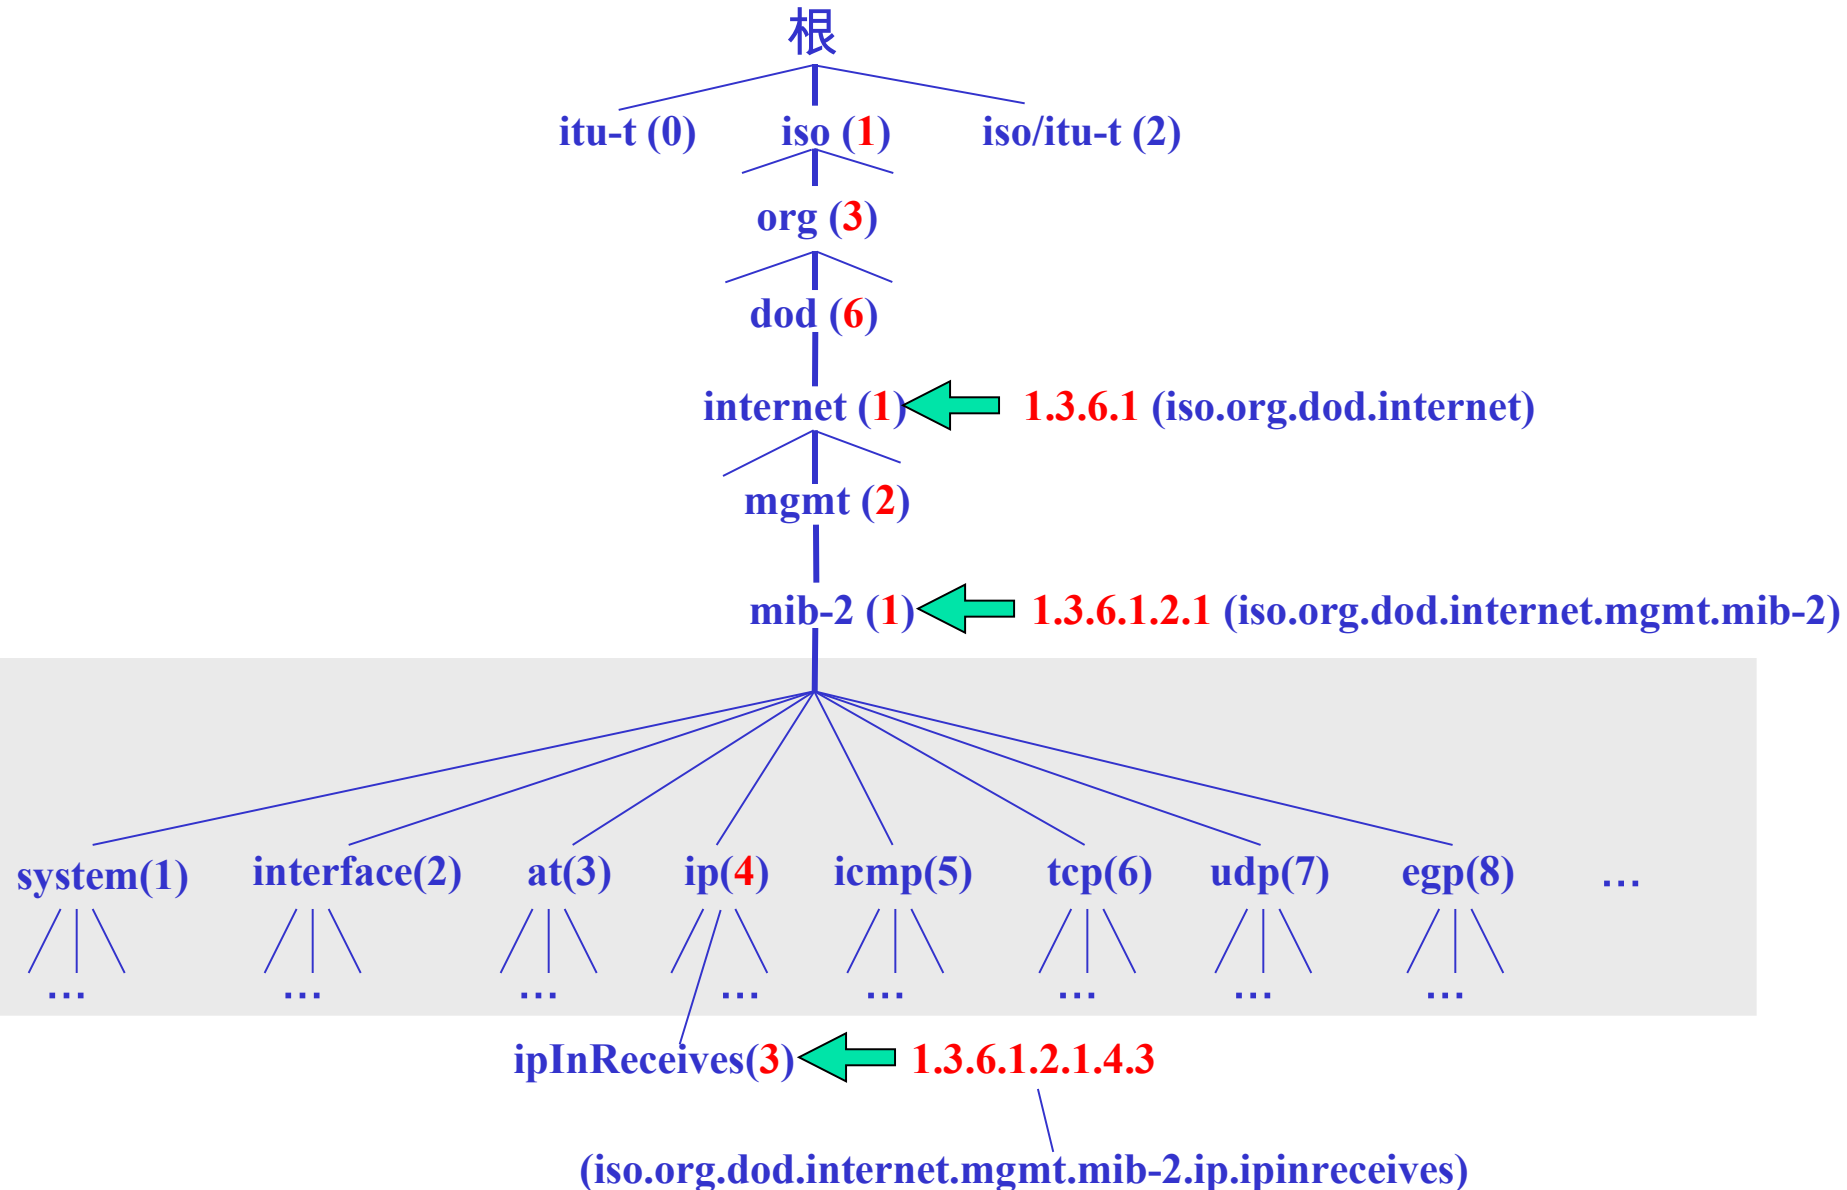 根
itu-t (0) iso (1) iso/itu-t (2)
org (3)
dod (6)
internet (1) 1.3.6.1 (iso.org.dod.internet)
mgmt (2)
mib-2 (1) 1.3.6.1.2.1 (iso.org.dod.internet.mgmt.mib-2)
system(1) interface(2) at(3) ip(4) icmp(5) tcp(6) udp(7) egp(8) …
… … … … … … … …
ipInReceives(3) 1.3.6.1.2.1.4.3
(iso.org.dod.internet.mgmt.mib-2.ip.ipinreceives)